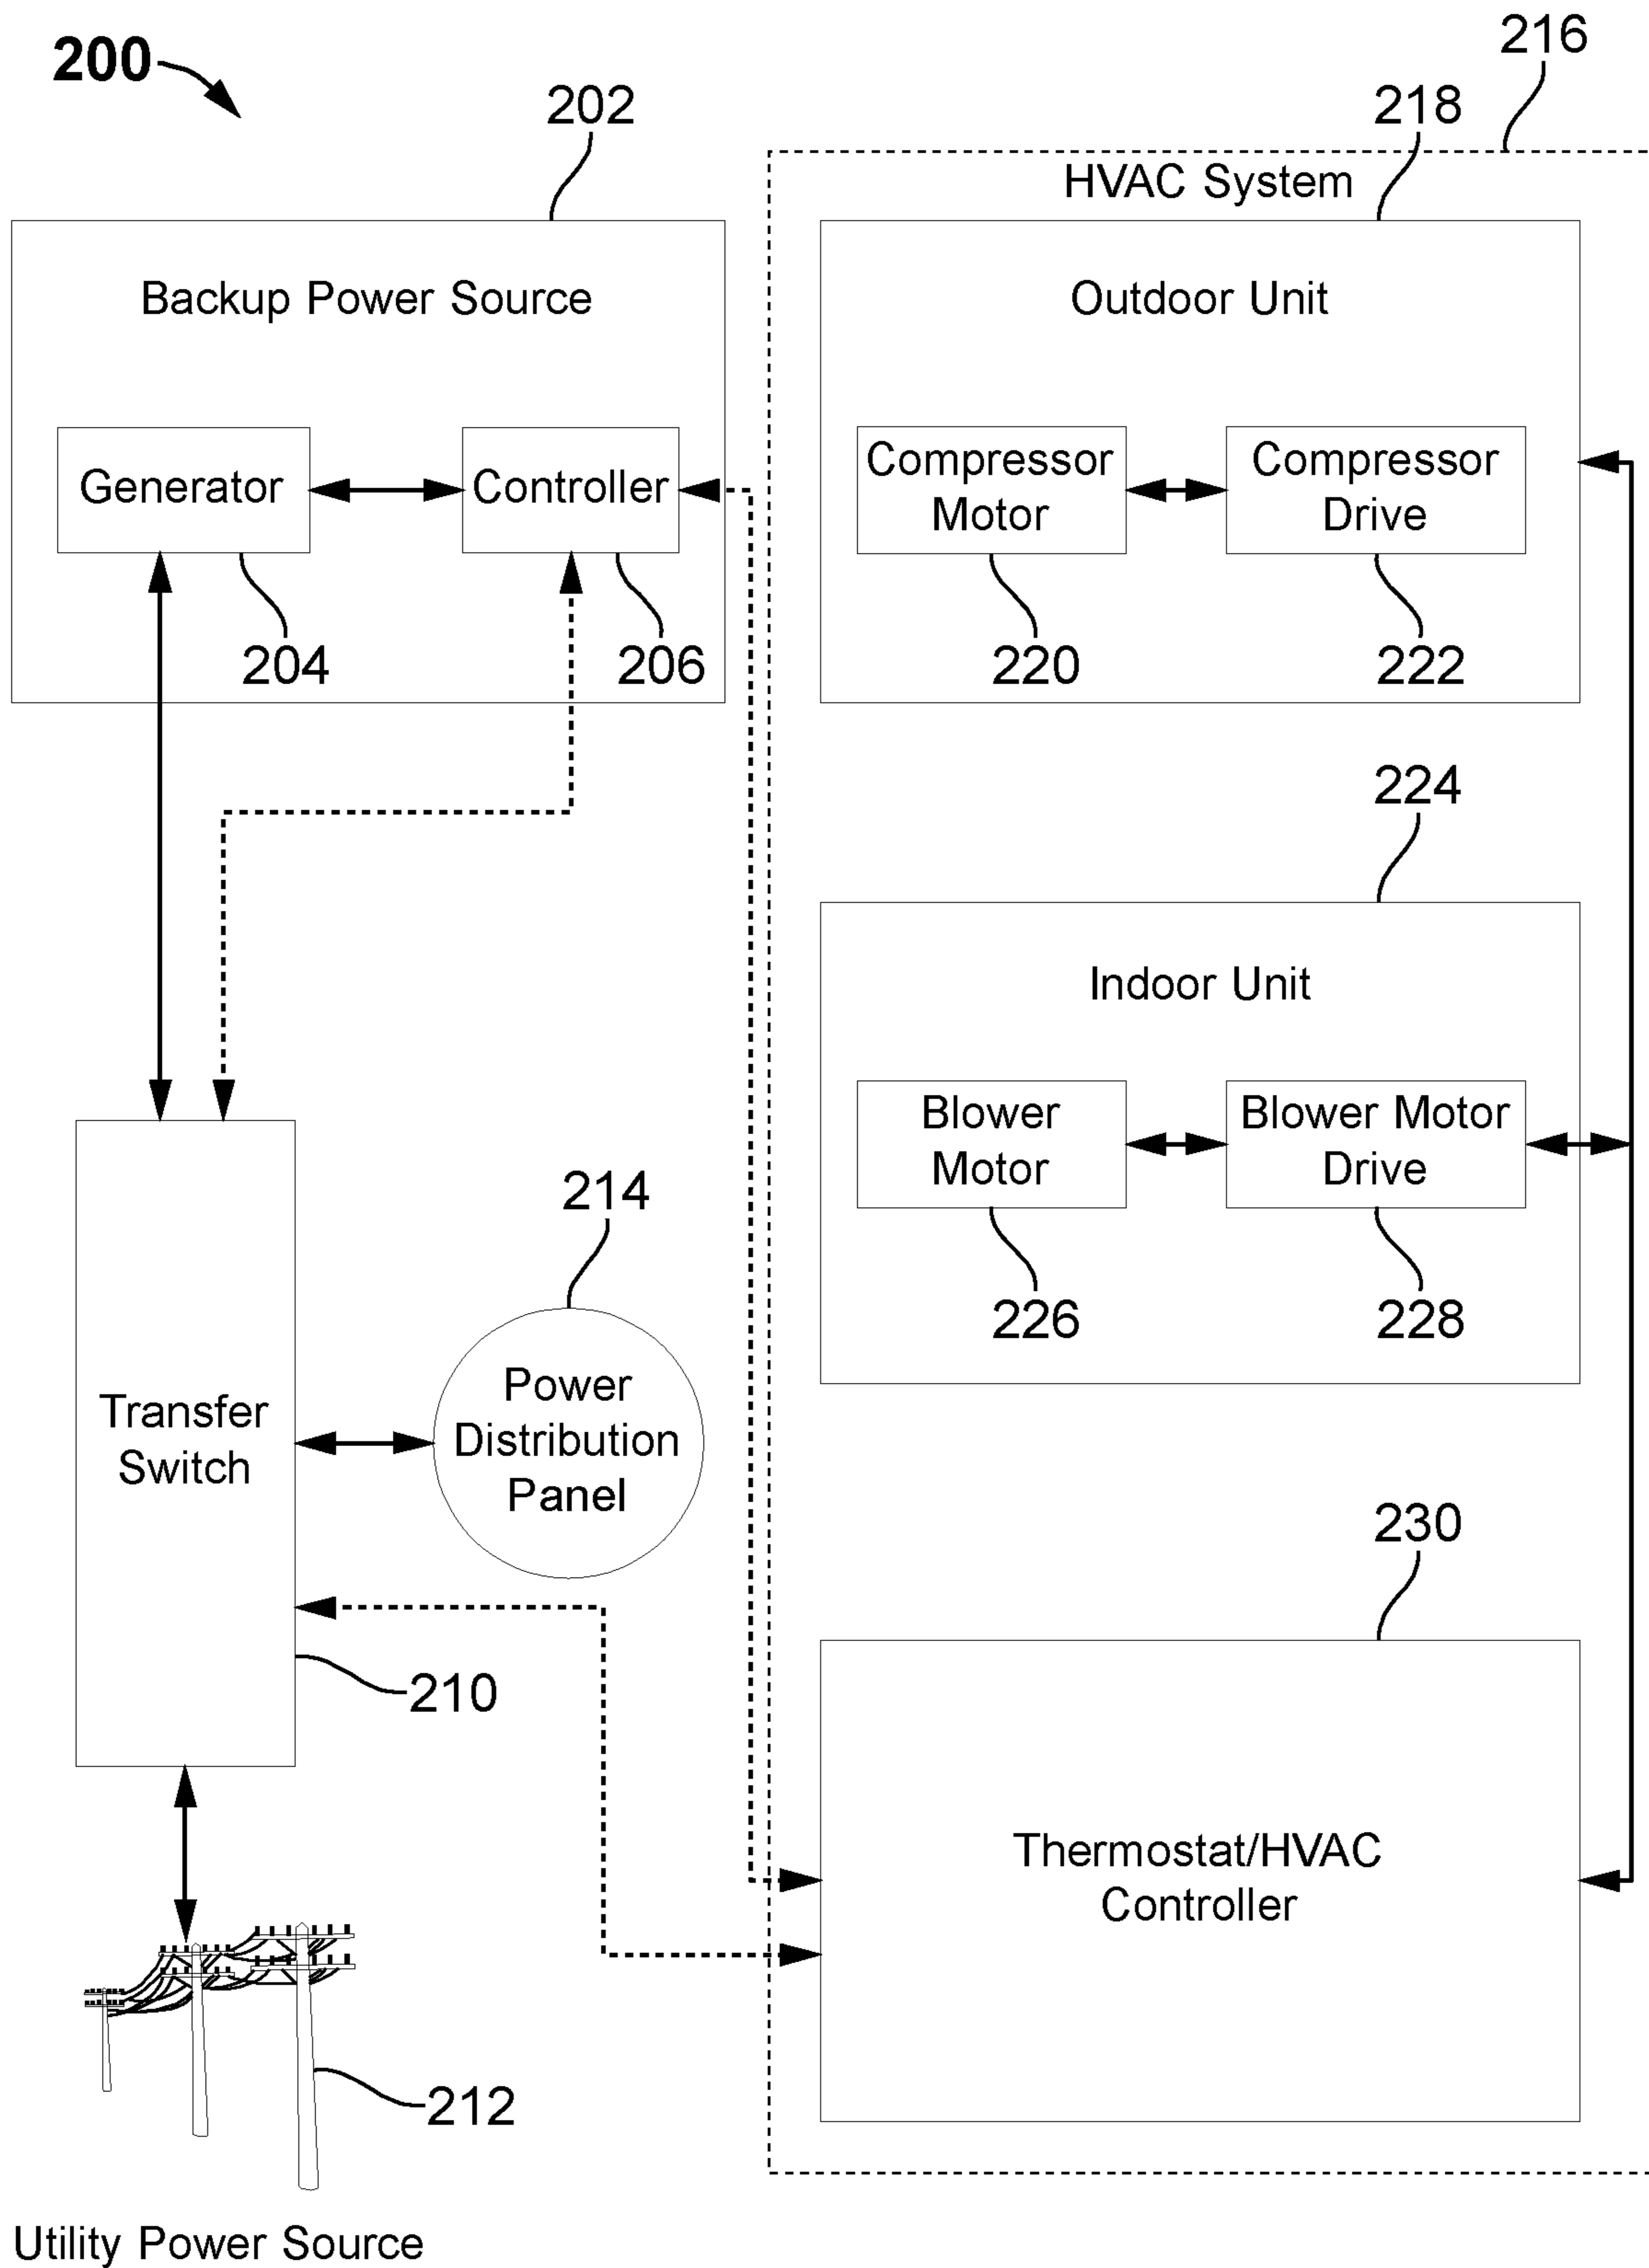 200
216
202
218
HVAC System
Backup Power Source
Outdoor Unit
Generator
Controller
Compressor
Motor
Compressor
Drive
204
206
220
222
224
Indoor Unit
Blower
Motor
Blower Motor
Drive
214
226
228
Power
Distribution
Panel
Transfer
Switch
230
210
Thermostat/HVAC
Controller
212
Utility Power Source